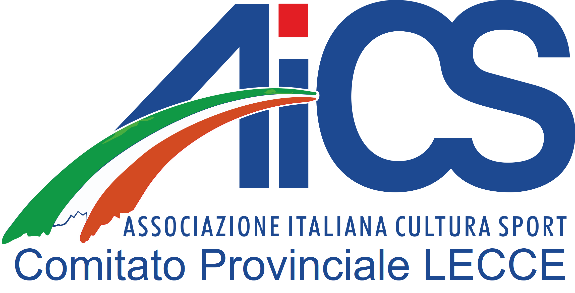 AiCS
ASSOCIAZIONE ITALIANA CULTURA SPORT
Comitato Provinciale LECCE